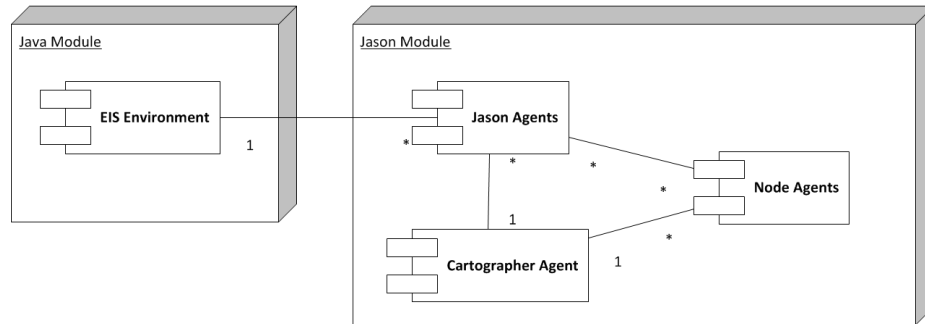 Java Module
Jason Module
EIS Environment
Jason Agents
1
*
*
*
*
Node Agents
1
*
Cartographer Agent
1